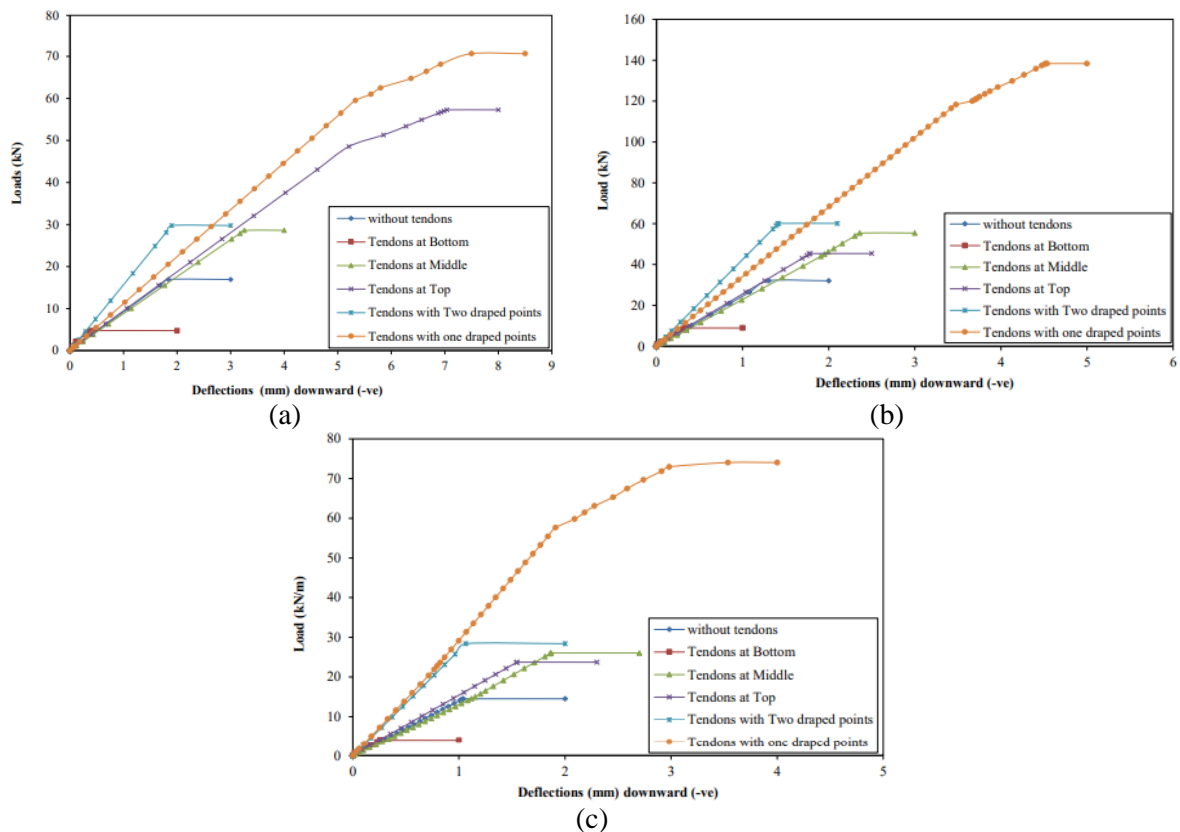 80
70
60
50
40
30
20
10
0
Loads (kN)
without tendons
Tendons at Bottom
Tendons at Middle
Tendons at Top
Tendons with Two draped points
Tendons with one draped points
0 1 2 3 4 5 6 7 8 9
Deflections (mm) downward (-ve)
(a)
160
140
120
100
80
60
40
20
0
Load (kN)
without tendons
Tendons at Bottom
Tendons at Middle
Tendons at Top
Tendons with Two draped points
Tendons with one draped points
0 1 2 3 4 5 6
Deflections (mm) downward (-ve)
(b)
80
70
60
50
40
30
20
10
0
Load (kN/m)
without tendons
Tendons at Bottom
Tendons at Middle
Tendons at Top
Tendons with Two draped points
Tendons with one draped points
0 1 2 3 4 5
Deflections (mm) downward (-ve)
(c)